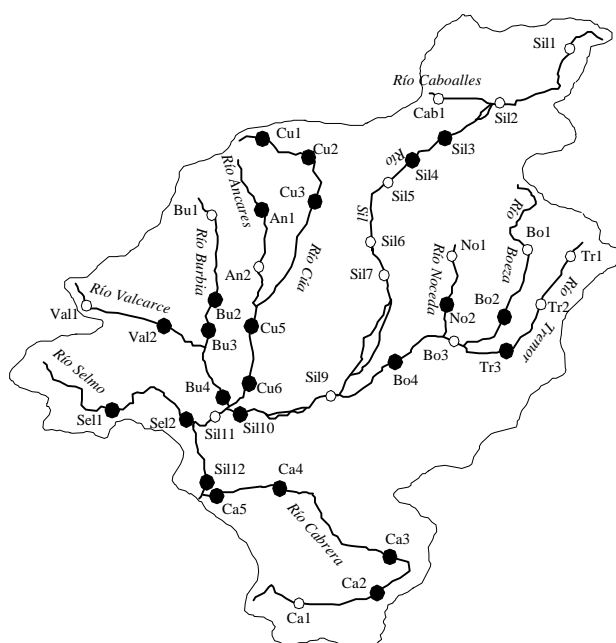 Sil1
Río Caboalles
Cab1
Sil2
Cu1
Cu2
Río
Sil3
Sil4
Río Ancares
Cu3
Sil5
Bu1
An1
Río
Sil
Río Burbia
Río Cúa
Sil6
No1
Bo1
Boeza
Tr1
An2
Sil7
Río Noceda
Río
Río Valcarce
Val1
Bu2
Bo2
Tr2
No2
Tremor
Val2
Bu3
Cu5
Bo3
Tr3
Río Selmo
Bo4
Bu4
Cu6
Sil9
Sel1
Sel2
Sil11
Sil10
Sil12
Ca4
Ca5
Río Cabrera
Ca3
Ca2
Ca1